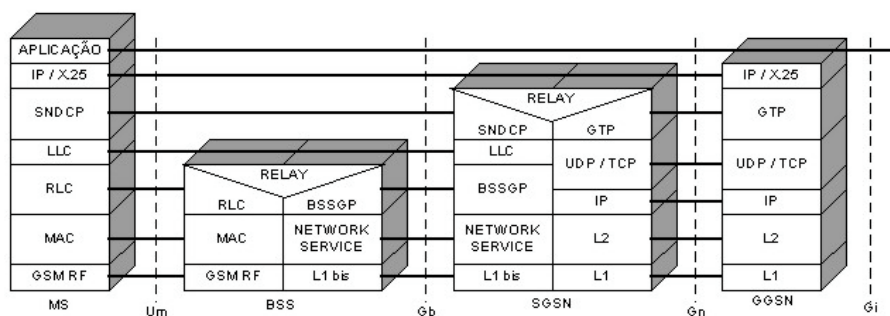 APLICAÇÃO
IP / X.25
SNDCP
LLC
RLC
MAC
GSM RF
MS
Um
RELAY
RLC
BSSGP
MAC
NETWORK
SERVICE
GSM RF
L1 bis
BSS
Gb
RELAY
SNDCP
GTP
LLC
UDP / TCP
BSSGP
IP
NETWORK
SERVICE
L2
L1 bis
L1
SGSN
Gn
IP / X.25
GTP
UDP / TCP
IP
L2
L1
GGSN
Gi